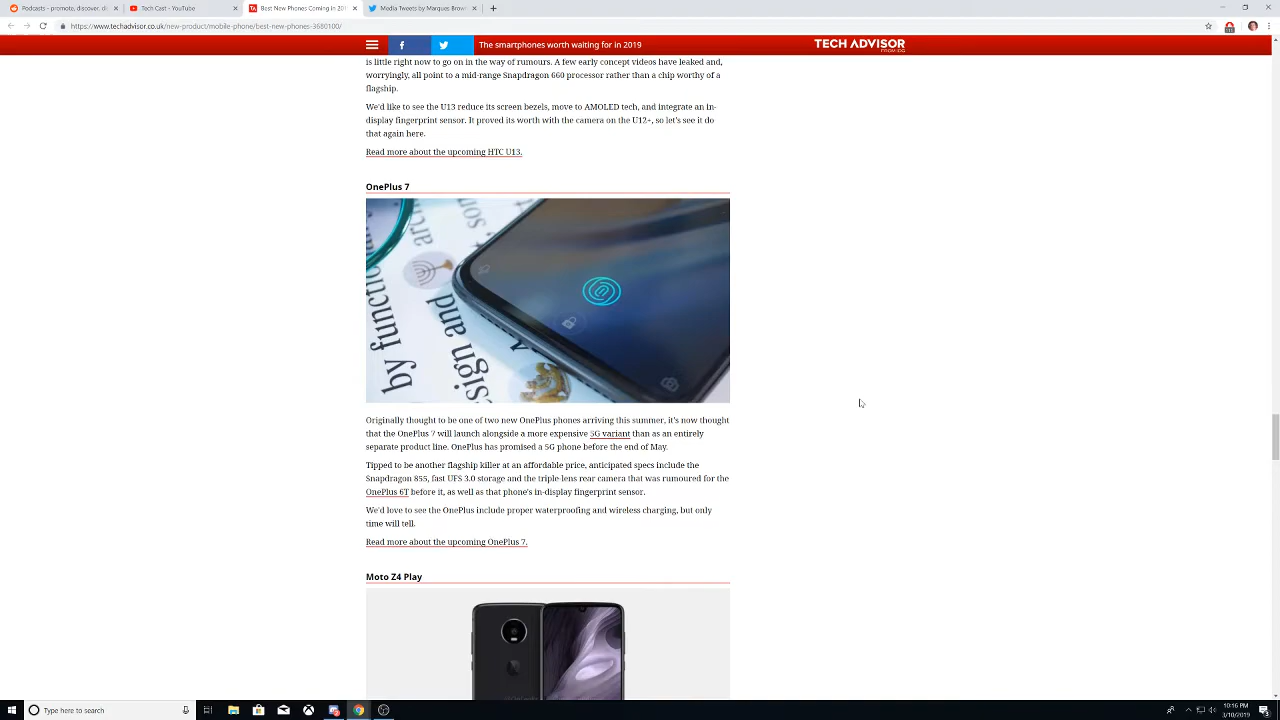 Podcasts - promote, discover, di
Tech Cast - YouTube
Best New Phones Coming in 201
Media Tweets by Marques Brow
https://www.techadvisor.co.uk/new-product/mobile-phone/best-new-phones-3680100/
The smartphones worth waiting for in 2019
TECH ADVISOR
FROM IDG
is little right now to go on in the way of rumours. A few early concept videos have leaked and,
worryingly, all point to a mid-range Snapdragon 660 processor rather than a chip worthy of a
flagship.
We'd like to see the U13 reduce its screen bezels, move to AMOLED tech, and integrate an in-
display fingerprint sensor. It proved its worth with the camera on the U12+, so let's see it do
that again here.
Read more about the upcoming HTC U13.
OnePlus 7
by functi
sign and
son of
arc
Originally thought to be one of two new OnePlus phones arriving this summer, it's now thought
that the OnePlus 7 will launch alongside a more expensive 5G variant than as an entirely
separate product line. OnePlus has promised a 5G phone before the end of May.
Tipped to be another flagship killer at an affordable price, anticipated specs include the
Snapdragon 855, fast UFS 3.0 storage and the triple-lens rear camera that was rumoured for the
OnePlus 6T before it, as well as that phone's in-display fingerprint sensor.
We'd love to see the OnePlus include proper waterproofing and wireless charging, but only
time will tell.
Read more about the upcoming OnePlus 7.
Moto Z4 Play
Type here to search
10:16 PM
3/10/2019